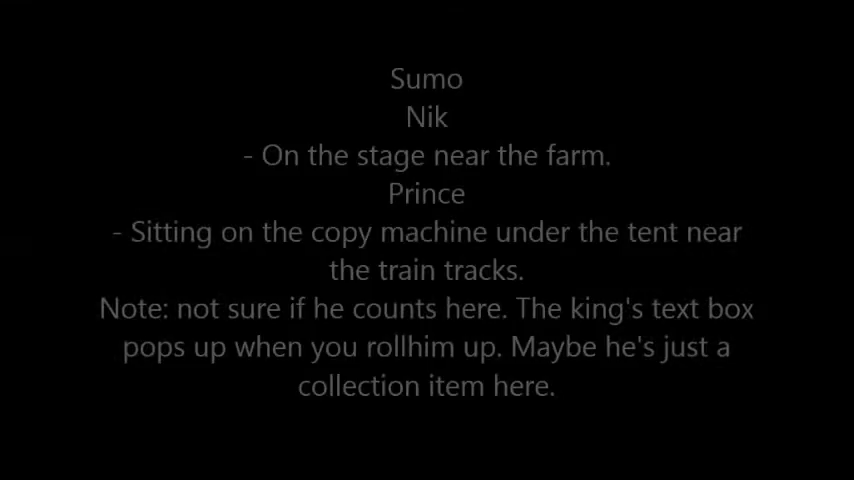 Sumo
Nik
- On the stage near the farm.
Prince
- Sitting on the copy machine under the tent near
the train tracks.
Note: not sure if he counts here. The king's text box
pops up when you rollhim up. Maybe he's just a
collection item here.